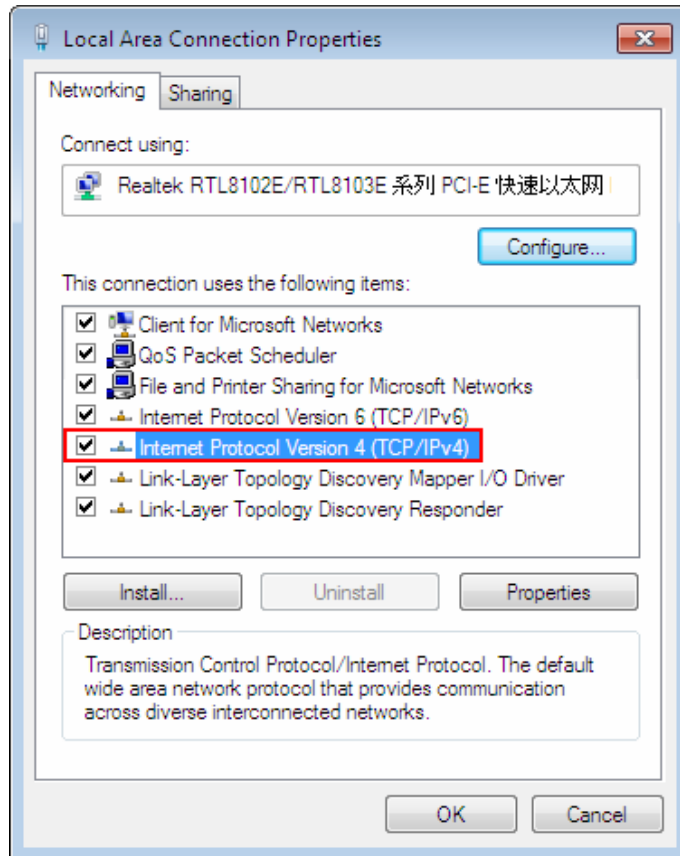 Local Area Connection Properties
Networking
Sharing
Connect using:
Realtek RTL8102E/RTL8103E 系列 PCI-E 快速以太网
Configure...
This connection uses the following items:
Client for Microsoft Networks
QoS Packet Scheduler
File and Printer Sharing for Microsoft Networks
Internet Protocol Version 6 (TCP/IPv6)
Internet Protocol Version 4 (TCP/IPv4)
Link-Layer Topology Discovery Mapper I/O Driver
Link-Layer Topology Discovery Responder
Install...
Uninstall
Properties
Description
Transmission Control Protocol/Internet Protocol. The default
wide area network protocol that provides communication
across diverse interconnected networks.
OK
Cancel